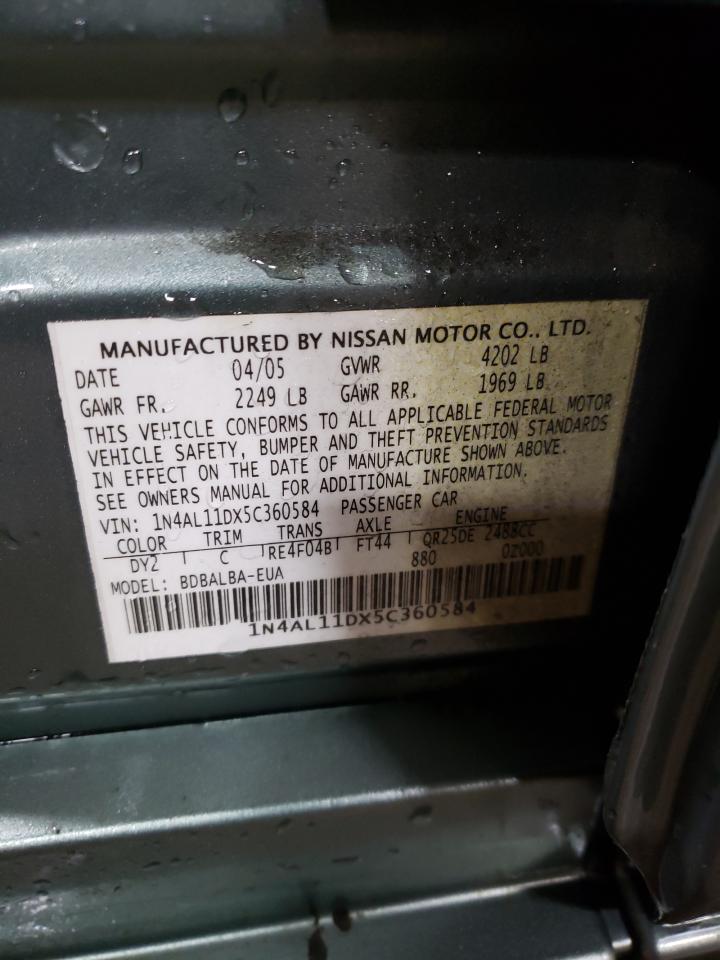 MANUFACTURED BY NISSAN MOTOR CO., LTD.
DATE 04/05 GVWR 4202 LB
GAWR FR. 2249 LB GAWR RR. 1969 LB
THIS VEHICLE CONFORMS TO ALL APPLICABLE FEDERAL MOTOR
VEHICLE SAFETY, BUMPER AND THEFT PREVENTION STANDARDS
IN EFFECT ON THE DATE OF MANUFACTURE SHOWN ABOVE.
SEE OWNERS MANUAL FOR ADDITIONAL INFORMATION.
VIN: 1N4AL11DX5C360584 PASSENGER CAR
COLOR TRIM TRANS AXLE ENGINE
DY2 C RE4F04B FT44 QR25DE 2488CC
MODEL: BDBALBA-EUA 880 0Z000
1N4AL11DX5C360584